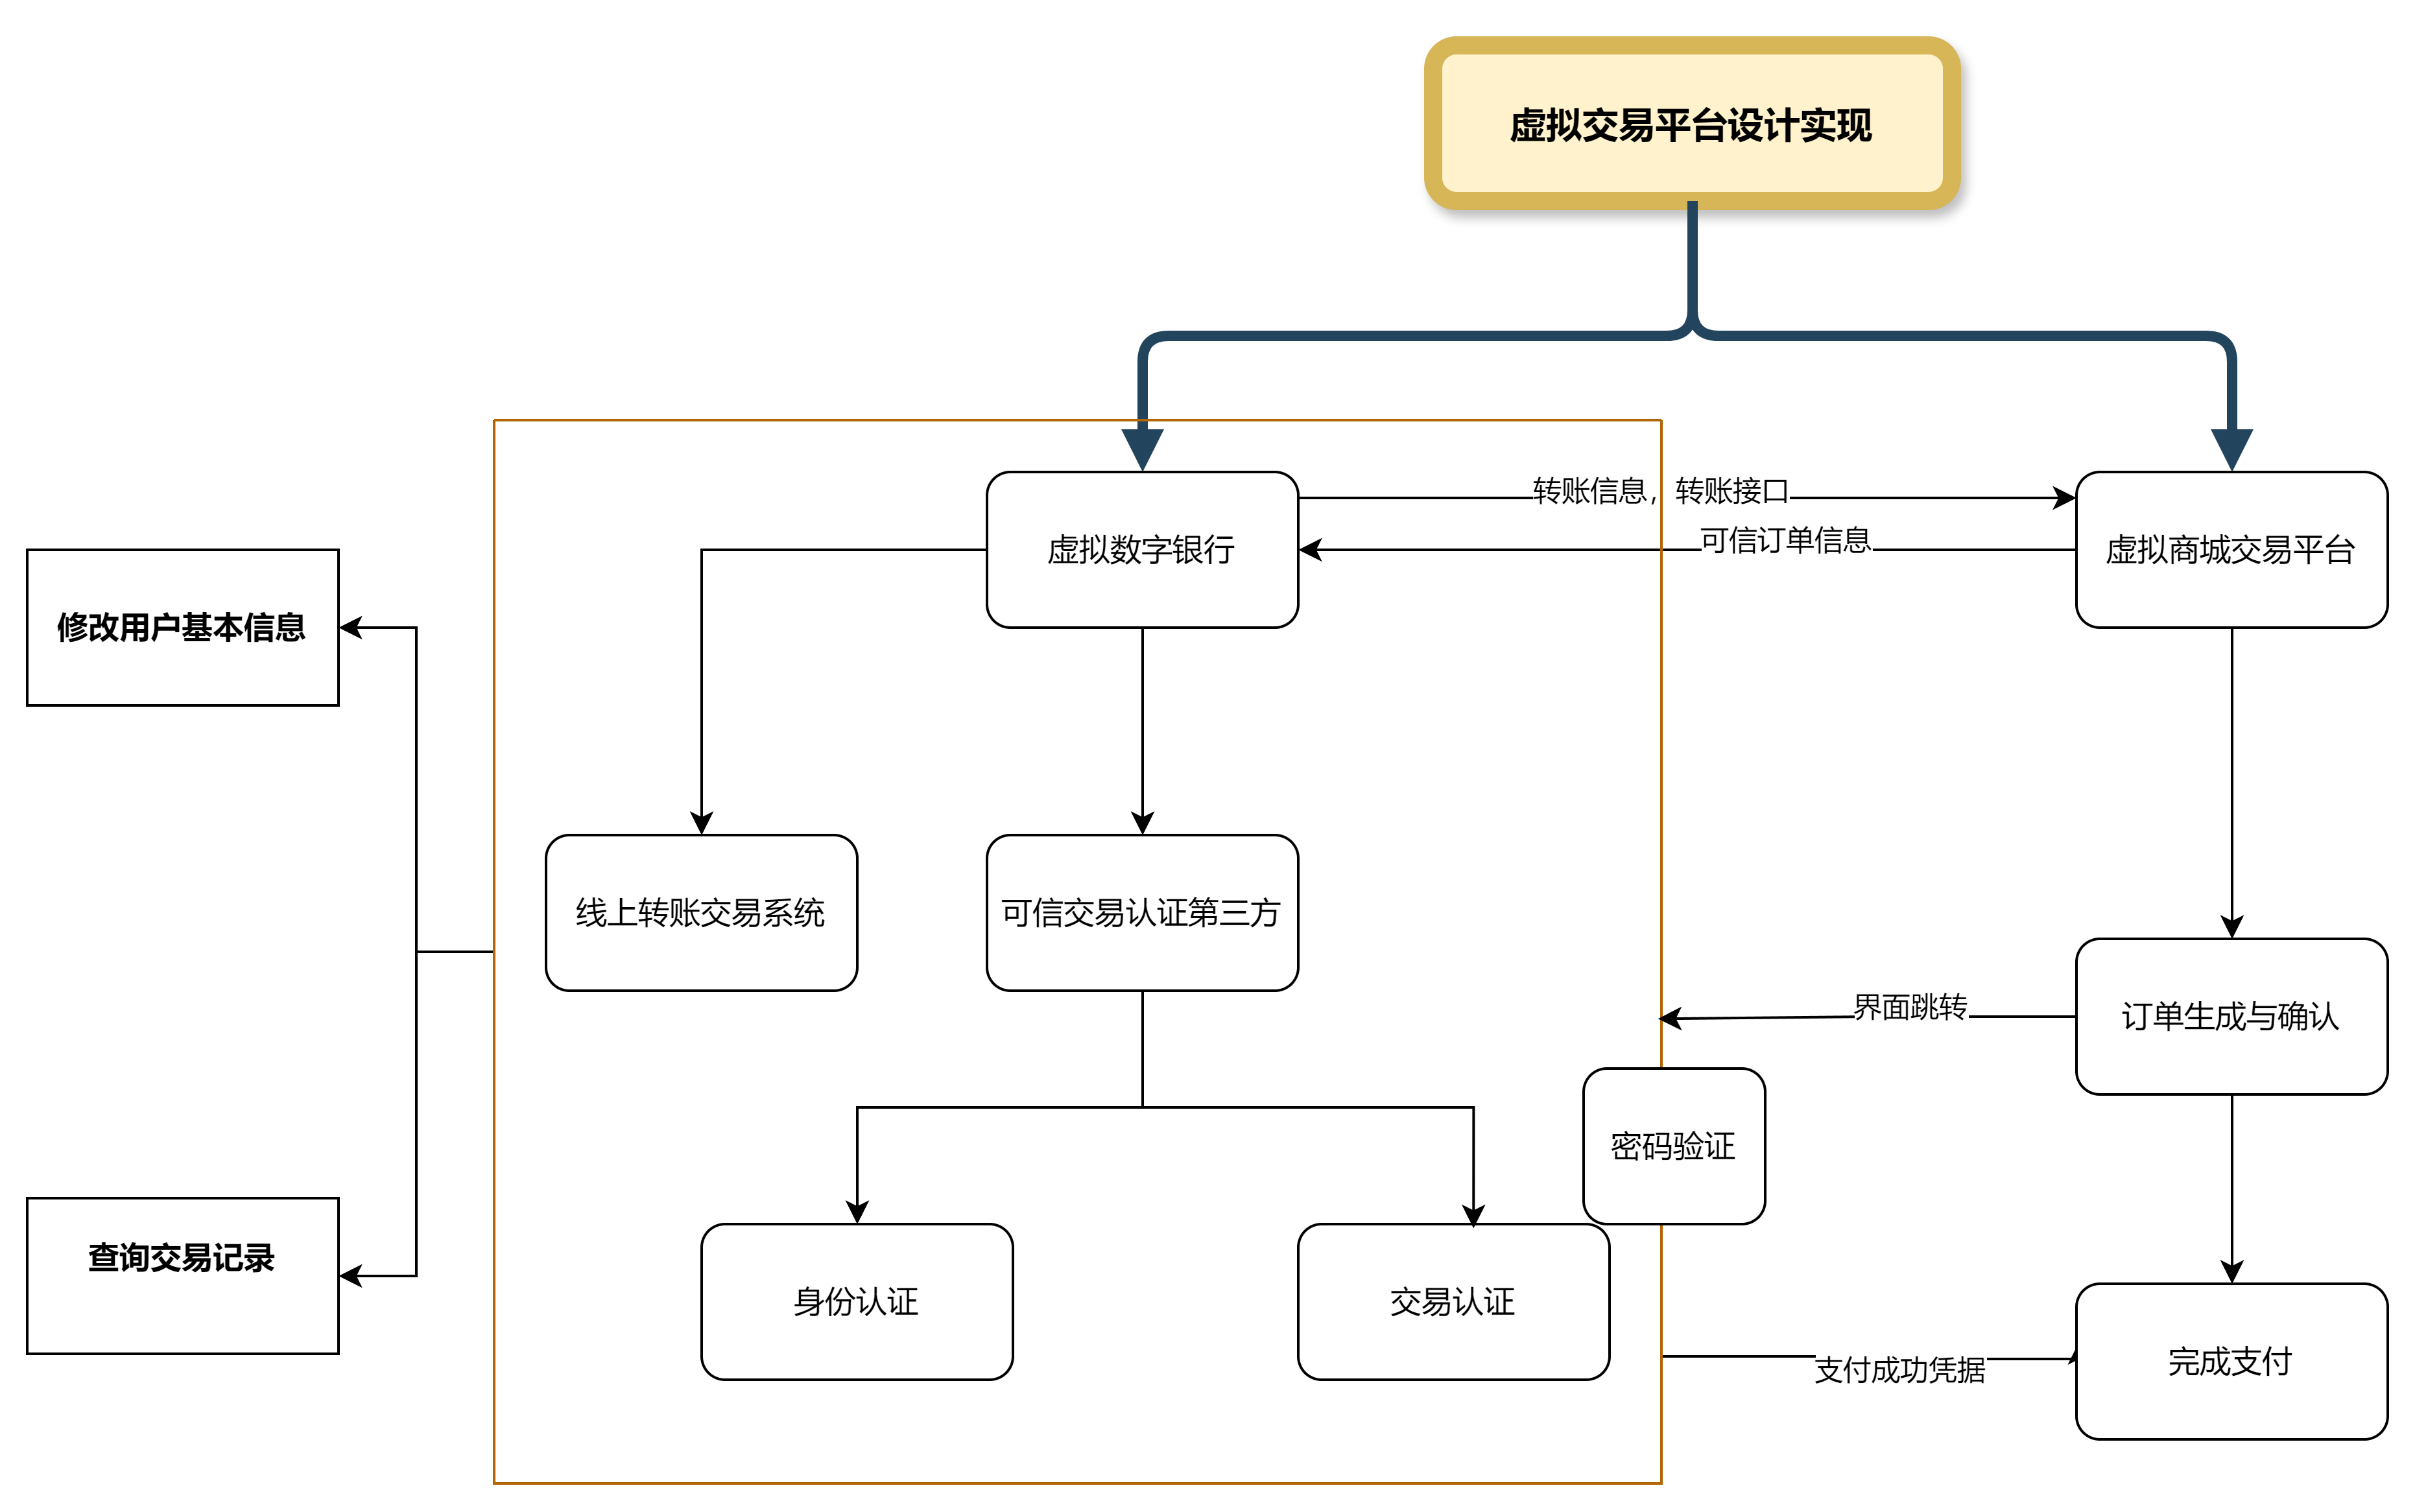 虚拟交易平台设计实现
转账信息，转账接口
可信订单信息
虚拟数字银行
虚拟商城交易平台
修改用户基本信息
线上转账交易系统
可信交易认证第三方
界面跳转
订单生成与确认
密码验证
查询交易记录
身份认证
交易认证
支付成功凭据
完成支付